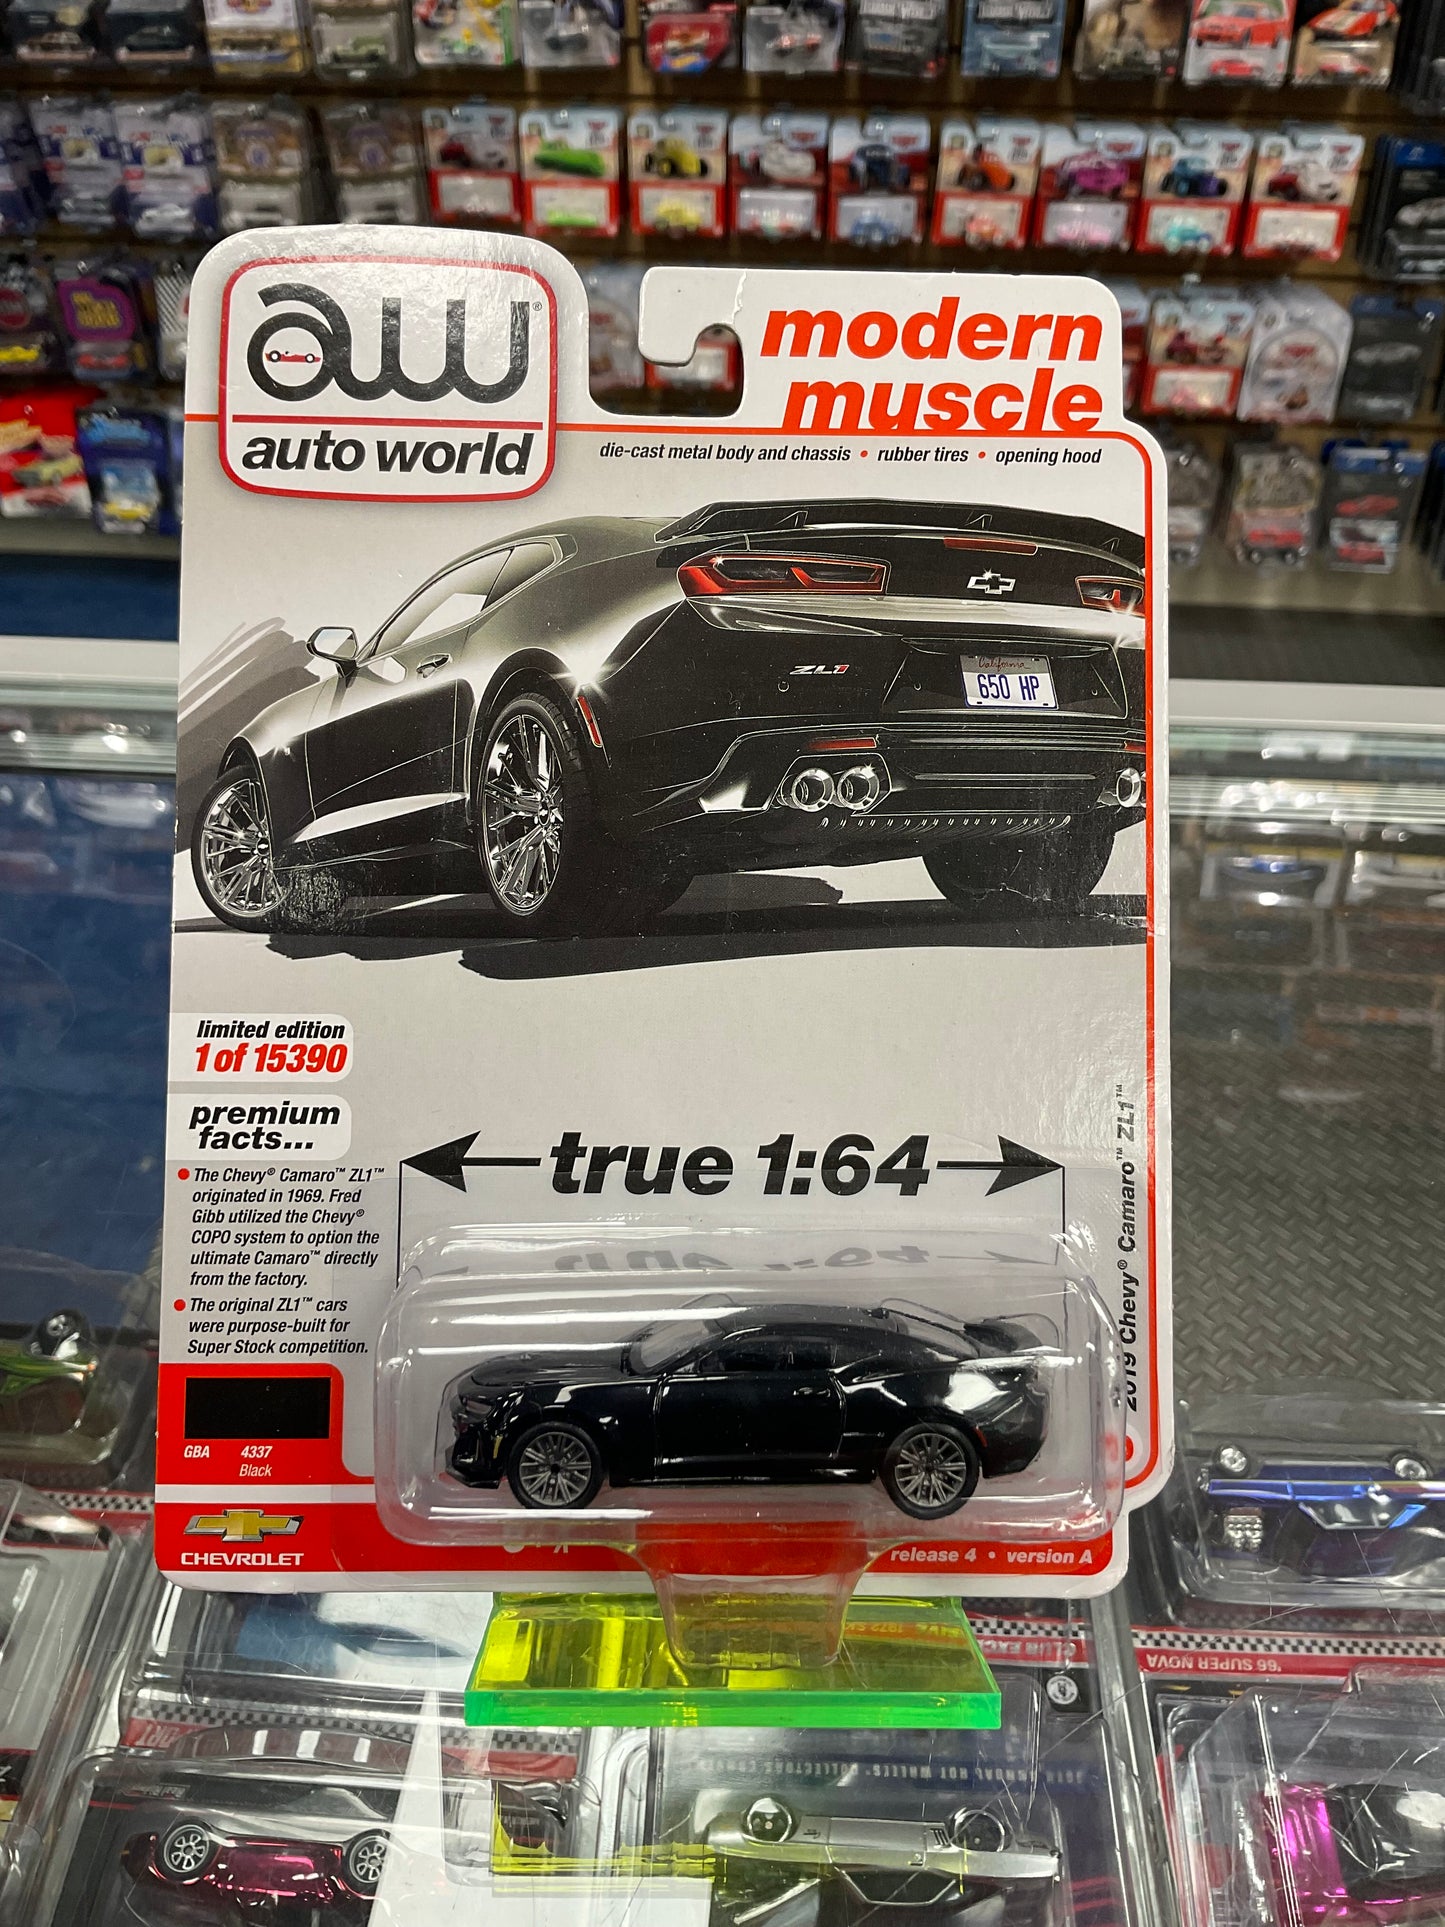 aw®
auto world
modern
muscle
die-cast metal body and chassis • rubber tires • opening hood
ZL1
California
650 HP
limited edition
1 of 15390
premium
facts...
true 1:64
• The Chevy® Camaro™ ZL1™
originated in 1969. Fred
Gibb utilized the Chevy®
COPO system to option the
ultimate Camaro™ directly
from the factory.
• The original ZL1™ cars
were purpose-built for
Super Stock competition.
GBA 4337
Black
CHEVROLET
2019 Chevy® Camaro™ ZL1™
release 4 • version A
'66 SUPER NOVA